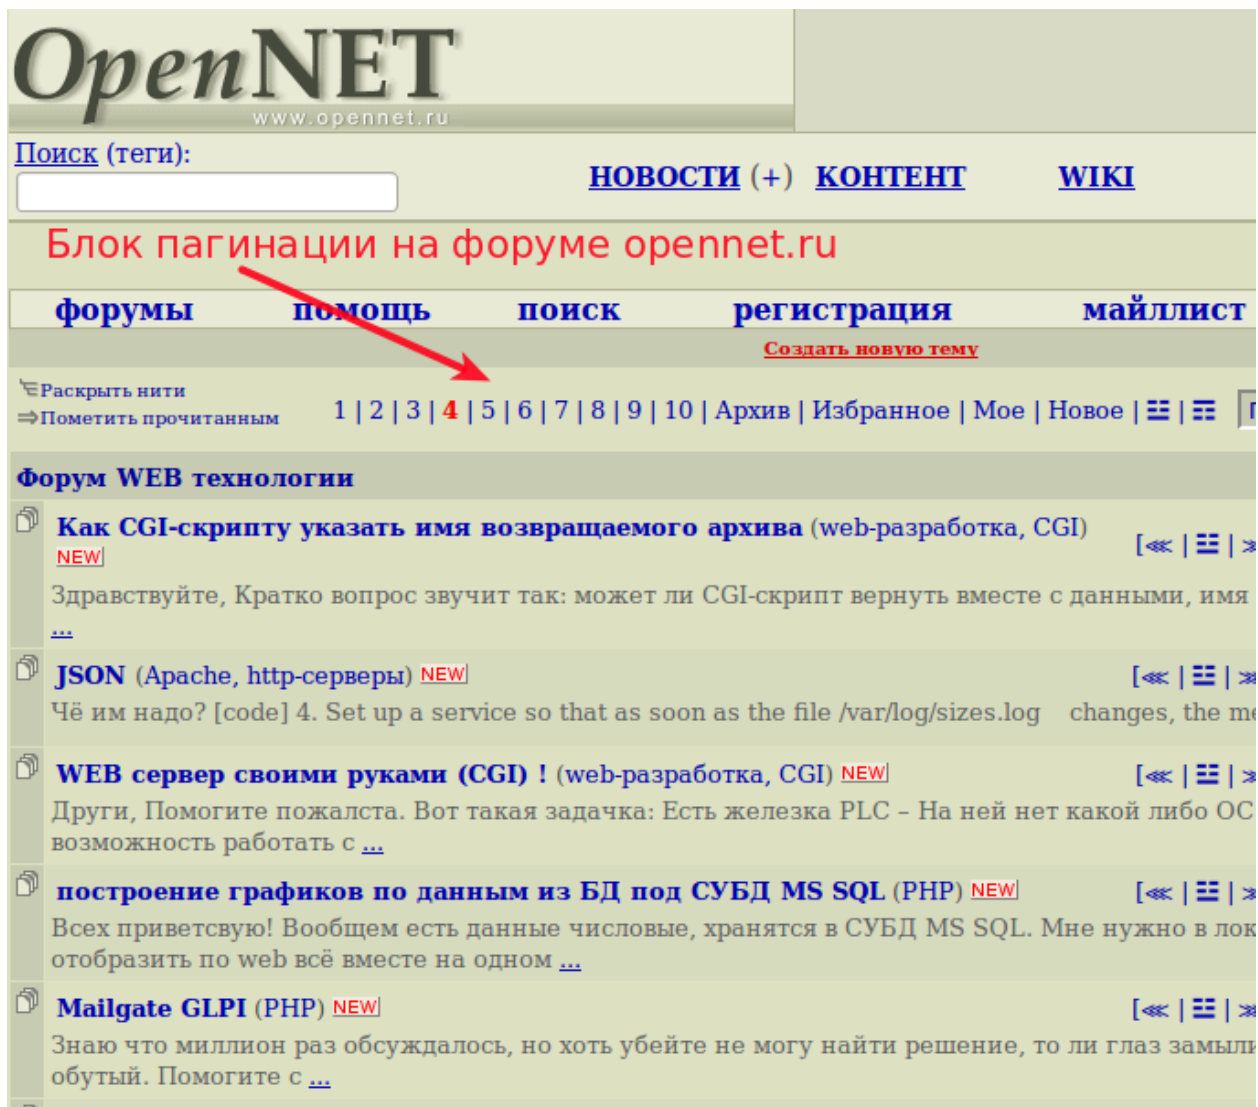 OpenNET
www.opennet.ru
Поиск (теги):
НОВОСТИ (+) КОНТЕНТ WIKI
Блок пагинации на форуме opennet.ru
форумы помощь поиск регистрация майллист
Создать новую тему
Раскрыть нити
⇒Пометить прочитанным
1 | 2 | 3 | 4 | 5 | 6 | 7 | 8 | 9 | 10 | Архив | Избранное | Мое | Новое | ☳ | ☶
Форум WEB технологии
Как CGI-скрипту указать имя возвращаемого архива (web-разработка, CGI)
NEW
[⋘ | ☳ |
Здравствуйте, Кратко вопрос звучит так: может ли CGI-скрипт вернуть вместе с данными, имя
...
JSON (Apache, http-серверы) NEW [⋘ | ☳ |
Чё им надо? [code] 4. Set up a service so that as soon as the file /var/log/sizes.log changes, the
WEB сервер своими руками (CGI) ! (web-разработка, CGI) NEW [⋘ | ☳ |
Други, Помогите пожалста. Вот такая задачка: Есть железка PLC – На ней нет какой либо ОС
возможность работать с ...
построение графиков по данным из БД под СУБД MS SQL (PHP) NEW [⋘ | ☳ |
Всех приветсвую! Вообщем есть данные числовые, хранятся в СУБД MS SQL. Мне нужно в лок
отобразить по web всё вместе на одном ...
Mailgate GLPI (PHP) NEW [⋘ | ☳ |
Знаю что миллион раз обсуждалось, но хоть убейте не могу найти решение, то ли глаз замыли
обутый. Помогите с ...